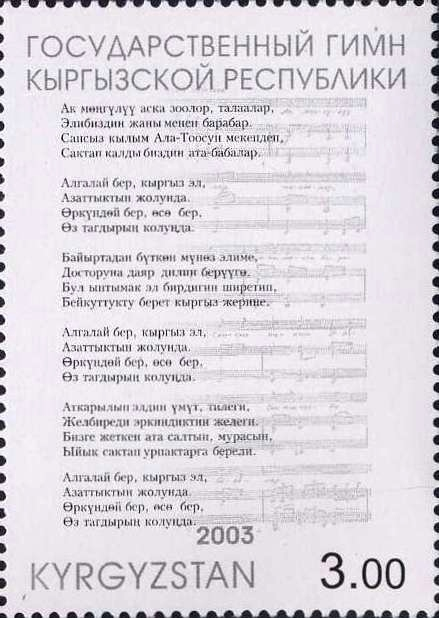 ГОСУДАРСТВЕННЫЙ ГИМН
КЫРГЫЗСКОЙ РЕСПУБЛИКИ
Ак мөңгүлүү аска зоолор, талаалар,
Элибиздин жаны менен барабар.
Сансыз кылым Ала-Тоосун мекендеп,
Сактап калды биздин ата-бабалар.
Алгалай бер, кыргыз эл,
Азаттыктын жолунда.
Өркүндөй бер, өсө бер,
Өз тагдырың колуңда.
Байыртадан бүткөн мүнөз элиме,
Досторуна даяр дилин берүүгө.
Бул ынтымак эл бирдигин ширетип,
Бейкуттукту берет кыргыз жерине.
Алгалай бер, кыргыз эл,
Азаттыктын жолунда.
Өркүндөй бер, өсө бер,
Өз тагдырың колуңда.
Аткарылып элдин үмүт, тилеги,
Желбиреди эркиндиктин желеги.
Бизге жеткен ата салтын, мурасын,
Ыйык сактап урпактарга берели.
Алгалай бер, кыргыз эл,
Азаттыктын жолунда.
Өркүндөй бер, өсө бер,
Өз тагдырың колуңда.
2003
KYRGYZSTAN 3.00